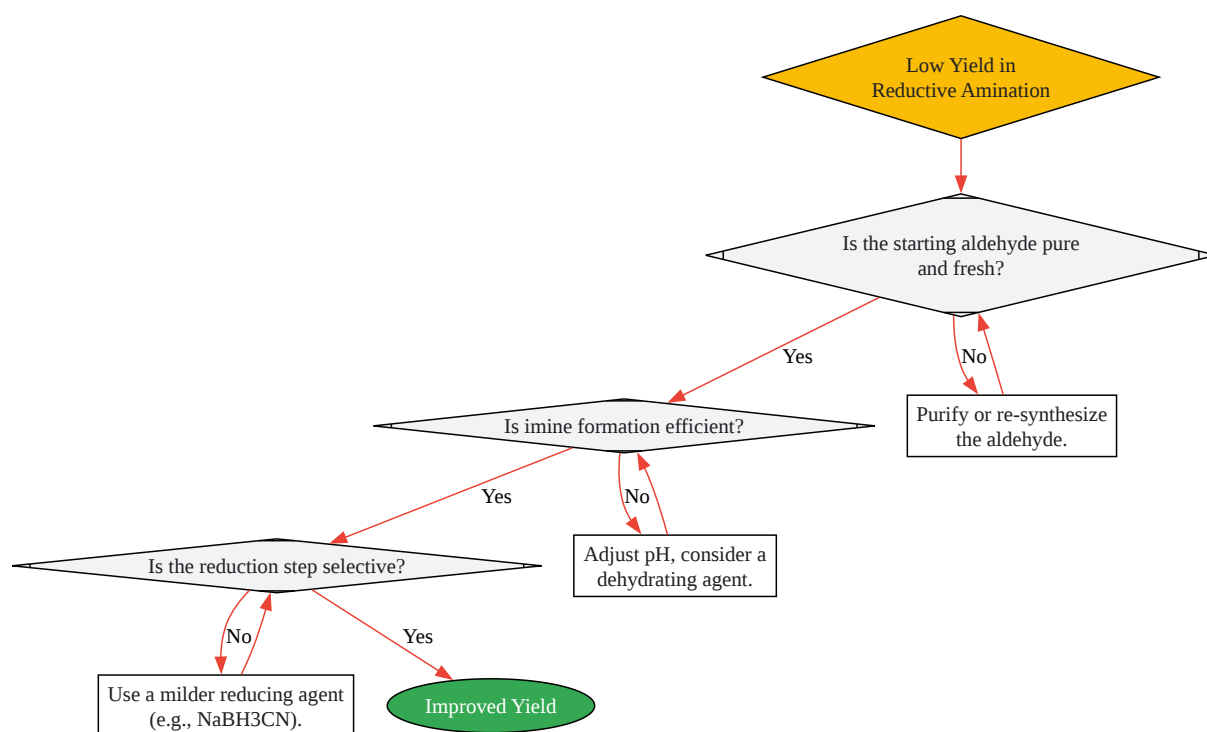 Low Yield in
Reductive Amination
Is the starting aldehyde pure
and fresh?
Yes
No
Purify or re-synthesize
the aldehyde.
Is imine formation efficient?
Yes
No
Adjust pH, consider a
dehydrating agent.
Is the reduction step selective?
No
Yes
Use a milder reducing agent
(e.g., NaBH3CN).
Improved Yield